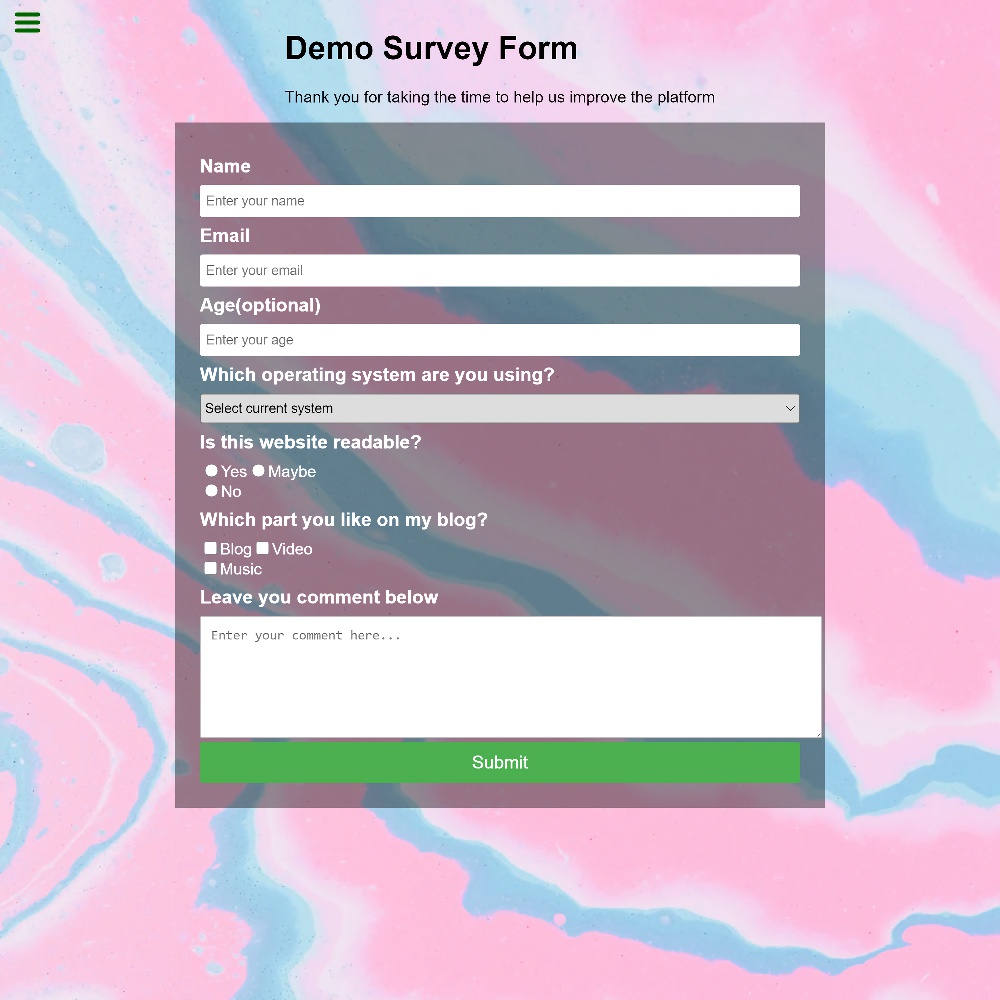 Demo Survey Form
Thank you for taking the time to help us improve the platform
Name
Enter your name
Email
Enter your email
Age(optional)
Enter your age
Which operating system are you using?
Select current system
Is this website readable?
Yes Maybe
No
Which part you like on my blog?
Blog Video
Music
Leave you comment below
Enter your comment here...
Submit